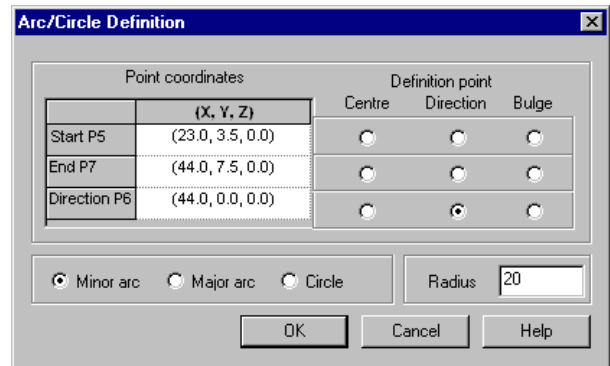 Arc/Circle Definition
Point coordinates
Definition point
Centre Direction Bulge
(X, Y, Z)
Start P5 (23.0, 3.5, 0.0)
End P7 (44.0, 7.5, 0.0)
Direction P6 (44.0, 0.0, 0.0)
Minor arc Major arc Circle Radius 20
OK Cancel Help